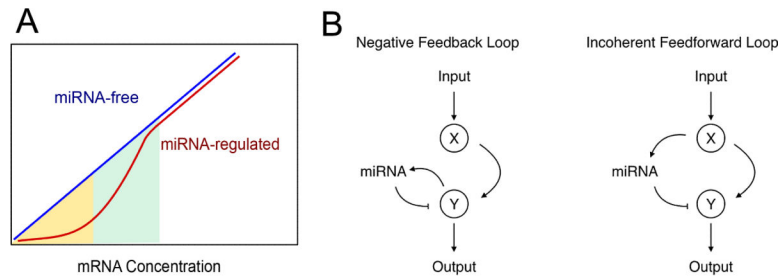 A
miRNA-free
miRNA-regulated
mRNA Concentration
B
Negative Feedback Loop
Input
X
miRNA
Y
Output
Incoherent Feedforward Loop
Input
X
miRNA
Y
Output